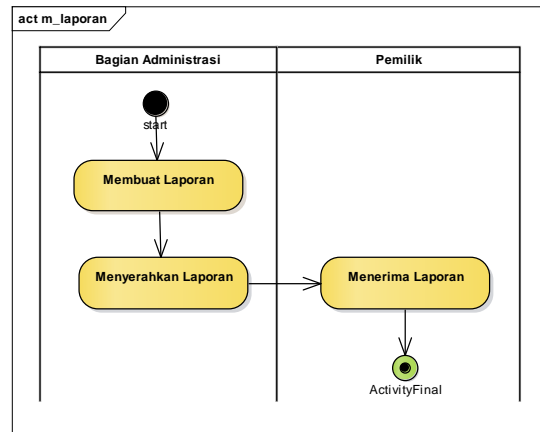 act m_laporan
Bagian Administrasi
Pemilik
start
Membuat Laporan
Menyerahkan Laporan
Menerima Laporan
ActivityFinal